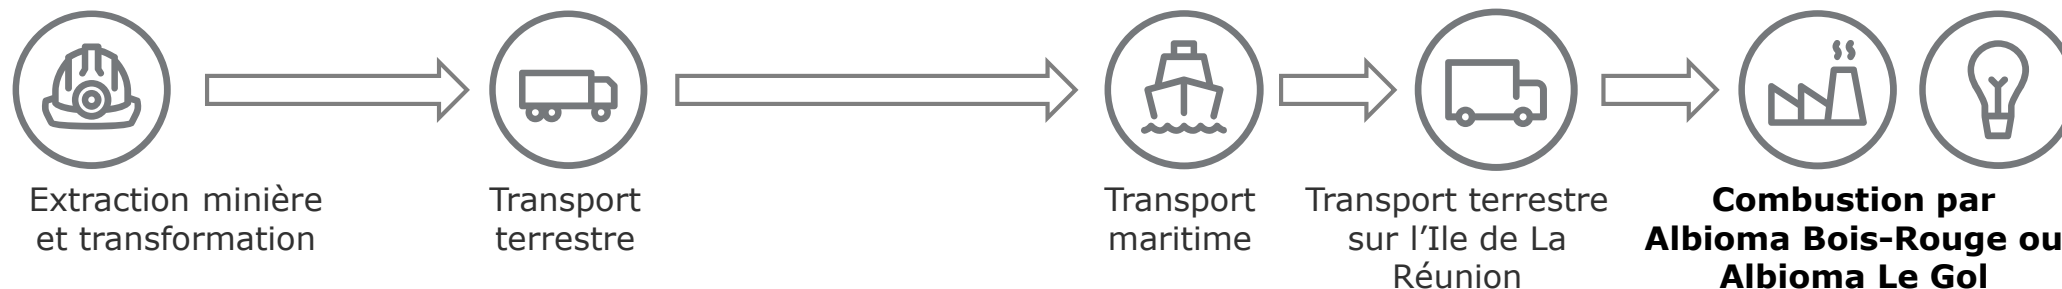 Extraction minière
et transformation
Transport
terrestre
Transport
maritime
Transport terrestre
sur l’Ile de La
Réunion
Combustion par
Albioma Bois-Rouge ou
Albioma Le Gol